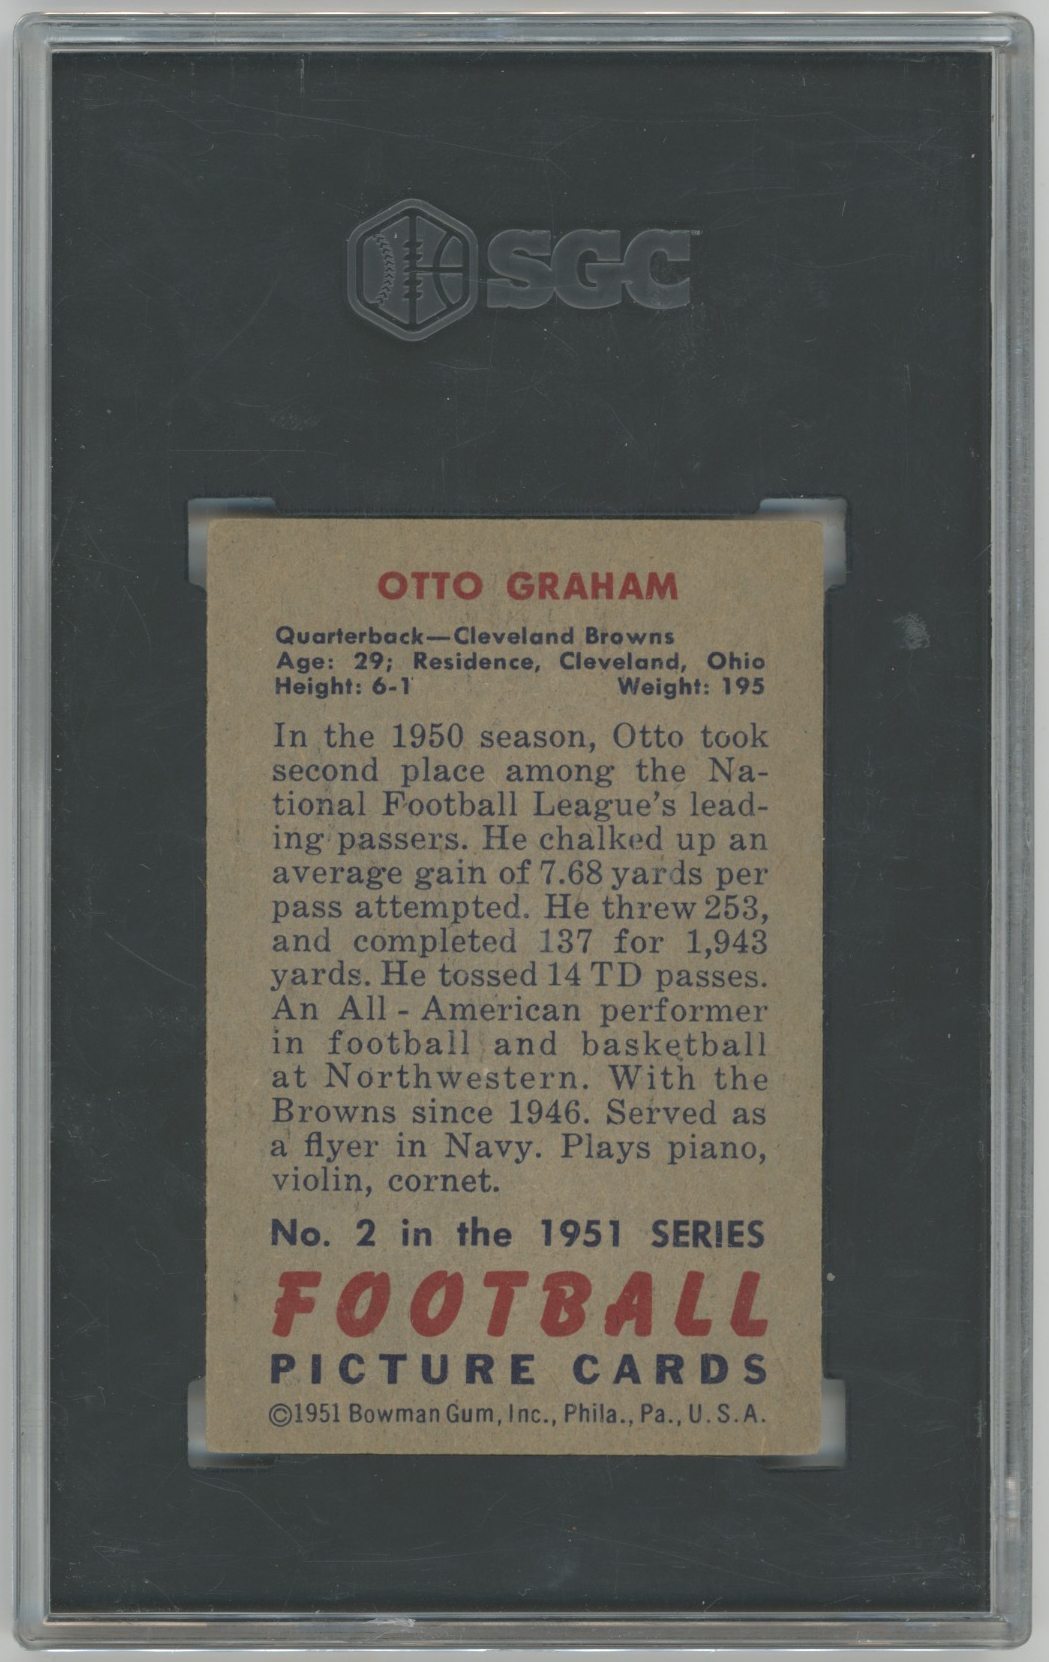 SGC
OTTO GRAHAM
Quarterback—Cleveland Browns
Age: 29; Residence, Cleveland, Ohio
Height: 6-1 Weight: 195
In the 1950 season, Otto took
second place among the Na-
tional Football League's lead-
ing passers. He chalked up an
average gain of 7.68 yards per
pass attempted. He threw 253,
and completed 137 for 1,943
yards. He tossed 14 TD passes.
An All - American performer
in football and basketball
at Northwestern. With the
Browns since 1946. Served as
a flyer in Navy. Plays piano,
violin, cornet.
No. 2 in the 1951 SERIES
FOOTBALL
PICTURE CARDS
©1951 Bowman Gum, Inc., Phila., Pa., U.S.A.